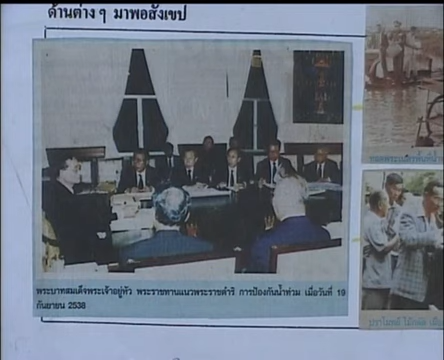 ด้านต่าง ๆ มาพอสังเขป
พระบาทสมเด็จพระเจ้าอยู่หัว พระราชทานแนวพระราชดำริ การป้องกันน้ำท่วม เมื่อวันที่ 19
กันยายน 2538